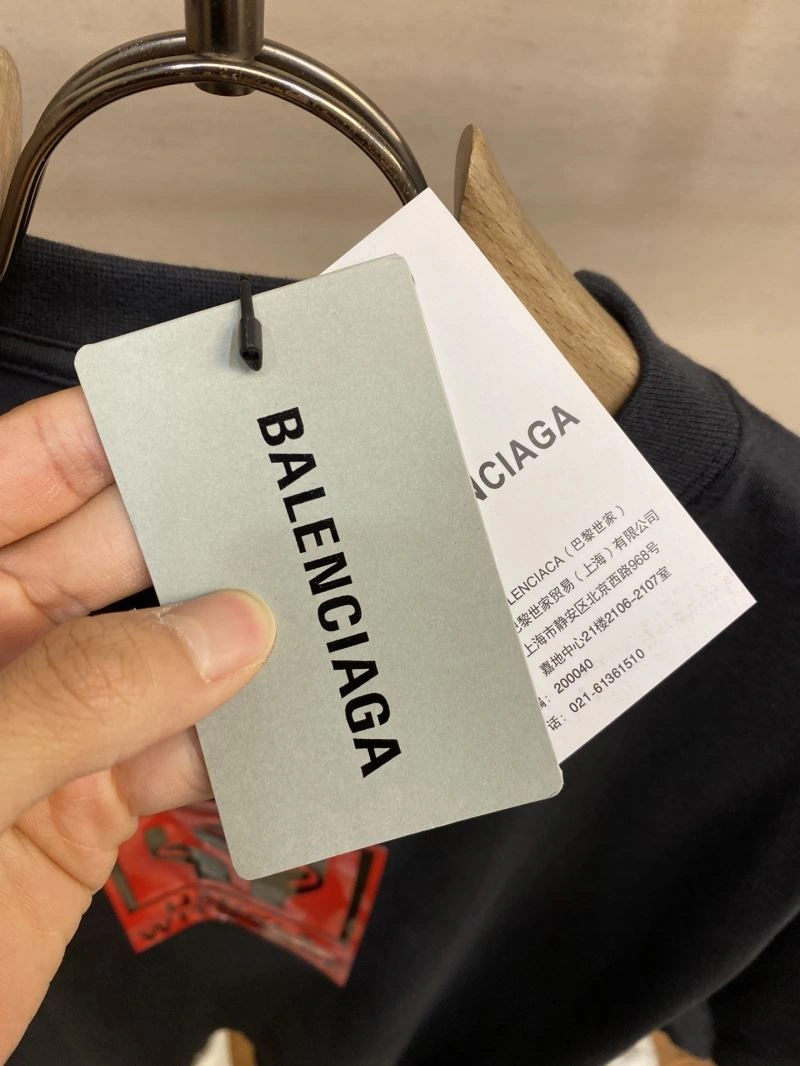 BALENCIAGA
NCIAGA
LENCIACA（巴黎世家）
黎世家贸易（上海）有限公司
上海市静安区北京西路968号
嘉地中心21楼2106-2107室
编：200040
话：021-61361510